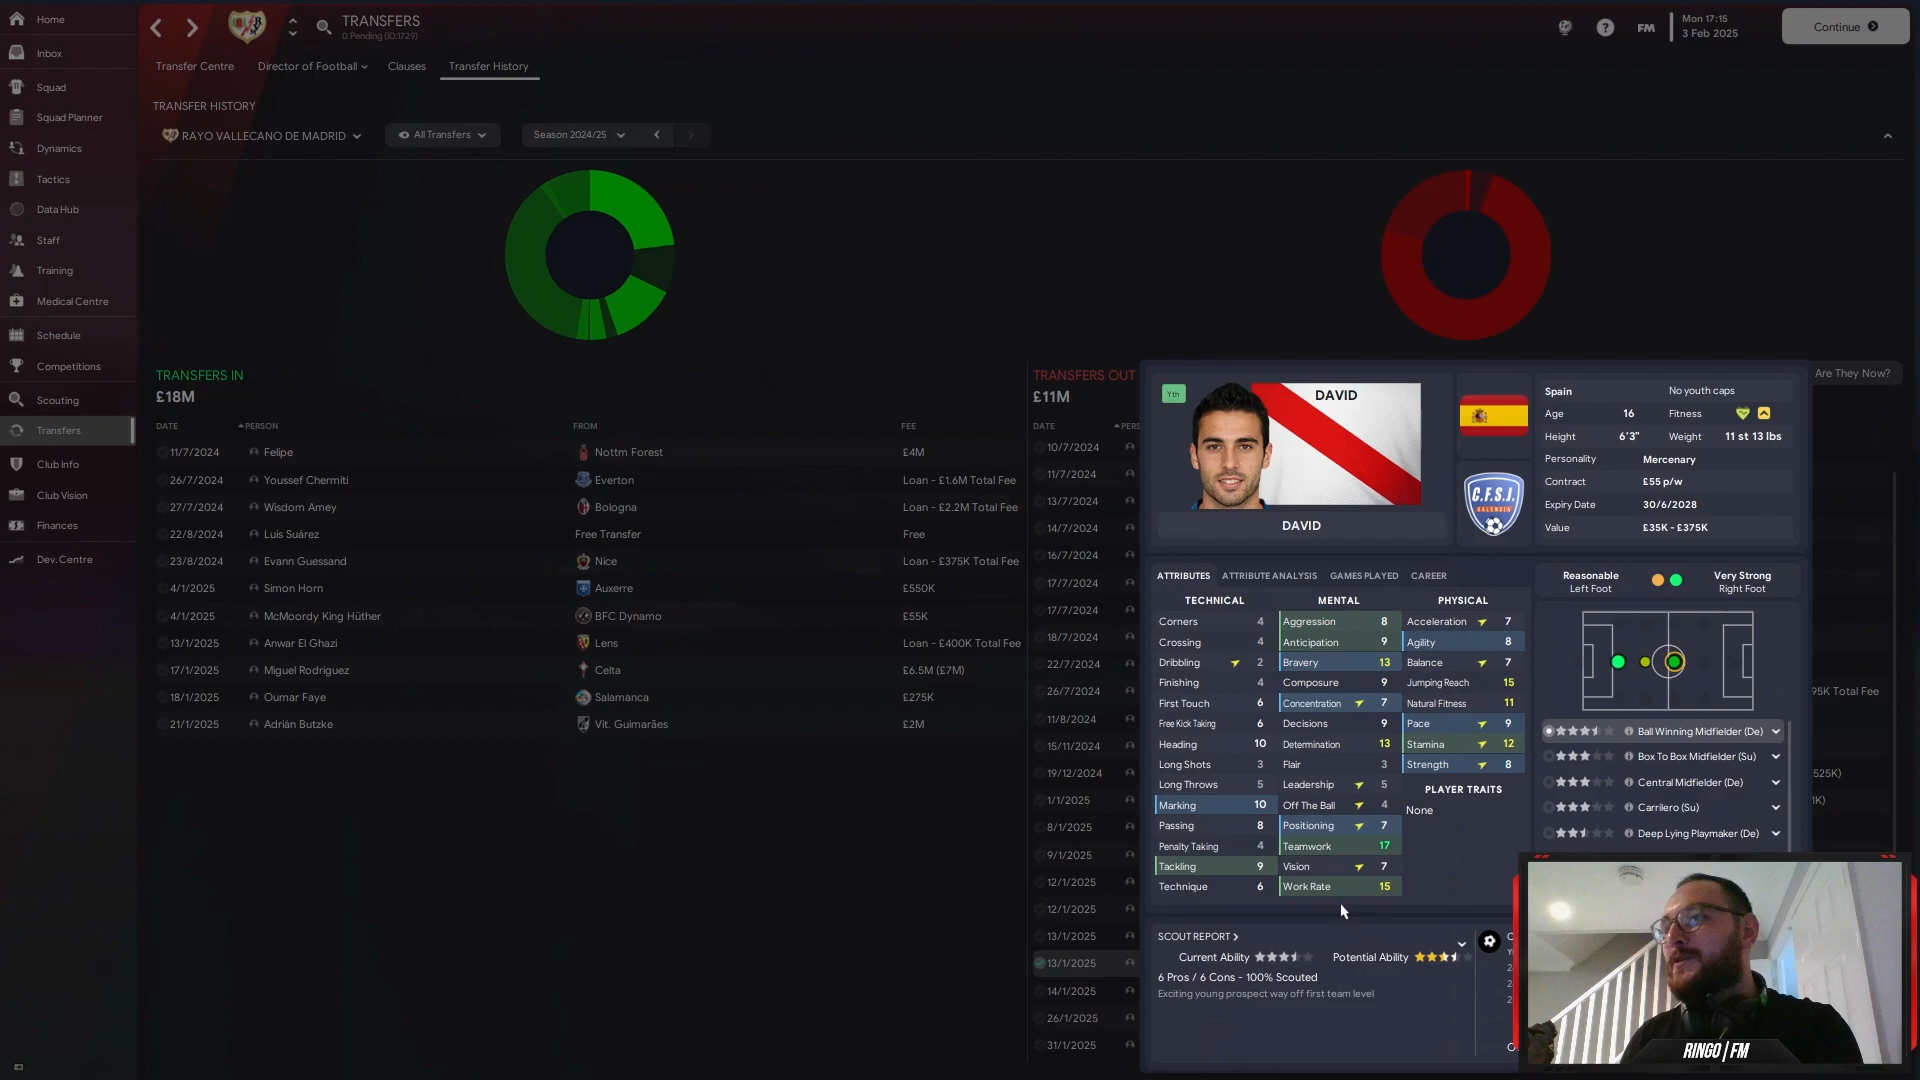 Home
Inbox
Squad
Squad Planner
Dynamics
Tactics
Data Hub
Staff
Training
Medical Centre
Schedule
Competitions
Scouting
Transfers
Club Info
Club Vision
Finances
Dev. Centre
TRANSFERS
0 Pending (ID:1729)
FM
Mon 17:15
3 Feb 2025
Continue
Transfer Centre Director of Football Clauses Transfer History
TRANSFER HISTORY
RAYO VALLECANO DE MADRID All Transfers Season 2024/25
TRANSFERS IN
£18M
DATE PERSON FROM FEE
11/7/2024 Felipe Nottm Forest £4M
26/7/2024 Youssef Chermiti Everton Loan - £1.6M Total Fee
27/7/2024 Wisdom Amey Bologna Loan - £2.2M Total Fee
22/8/2024 Luis Suárez Free Transfer Free
23/8/2024 Evann Guessand Nice Loan - £375K Total Fee
4/1/2025 Simon Horn Auxerre £550K
4/1/2025 McMoordy King Hüther BFC Dynamo £55K
13/1/2025 Anwar El Ghazi Lens Loan - £400K Total Fee
17/1/2025 Miguel Rodriguez Celta £6.5M (£7M)
18/1/2025 Oumar Faye Salamanca £275K
21/1/2025 Adrián Butzke Vit. Guimarães £2M
TRANSFERS OUT
£11M
Are They Now?
DATE PERS
10/7/2024
11/7/2024
13/7/2024
14/7/2024
16/7/2024
17/7/2024
17/7/2024
18/7/2024
22/7/2024
26/7/2024 95K Total Fee
11/8/2024
15/11/2024
19/12/2024 525K)
1/1/2025
8/1/2025
9/1/2025
12/1/2025
12/1/2025
13/1/2025
13/1/2025
14/1/2025
26/1/2025
31/1/2025
Yth
DAVID
DAVID
C.F.S.J.
VALENCIA
Spain No youth caps
Age 16 Fitness
Height 6'3" Weight 11 st 13 lbs
Personality Mercenary
Contract £55 p/w
Expiry Date 30/6/2028
Value £35K - £375K
ATTRIBUTES ATTRIBUTE ANALYSIS GAMES PLAYED CAREER
TECHNICAL MENTAL PHYSICAL
Corners 4 Aggression 8 Acceleration 7
Crossing 4 Anticipation 9 Agility 8
Dribbling 2 Bravery 13 Balance 7
Finishing 4 Composure 9 Jumping Reach 15
First Touch 6 Concentration 7 Natural Fitness 11
Free Kick Taking 6 Decisions 9 Pace 9
Heading 10 Determination 13 Stamina 12
Long Shots 3 Flair 3 Strength 8
Long Throws 5 Leadership 5
Marking 10 Off The Ball 4
Passing 8 Positioning 7
Penalty Taking 4 Teamwork 17
Tackling 9 Vision 7
Technique 6 Work Rate 15
PLAYER TRAITS
None
Reasonable
Left Foot
Very Strong
Right Foot
Ball Winning Midfielder (De)
Box To Box Midfielder (Su)
Central Midfielder (De)
Carrilero (Su)
Deep Lying Playmaker (De)
SCOUT REPORT
Current Ability Potential Ability
6 Pros / 6 Cons - 100% Scouted
Exciting young prospect way off first team level
RINGO|FM